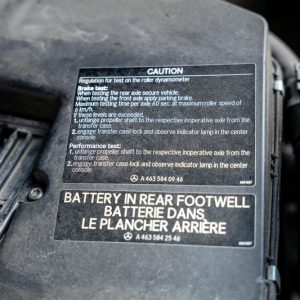 CAUTION
Regulation for test on the roller dynamometer
Brake test:
When testing the rear axle secure vehicle.
When testing the front axle apply parking brake.
Maximum testing time per axle 60 sec. at maximum roller speed of
6 km/h
If these levels are exceeded,
1. unflange propeller shaft to the respective inoperative axle from the
transfer case.
2. engage transfer case lock and observe indicator lamp in the center
console.
Performance test:
1. unflange propeller shaft to the respective inoperative axle from the
transfer case.
2. engage transfer case lock and observe indicator lamp in the center
console.
A 463 584 09 46
BATTERY IN REAR FOOTWELL
BATTERIE DANS
LE PLANCHER ARRIÈRE
A 463 584 25 46